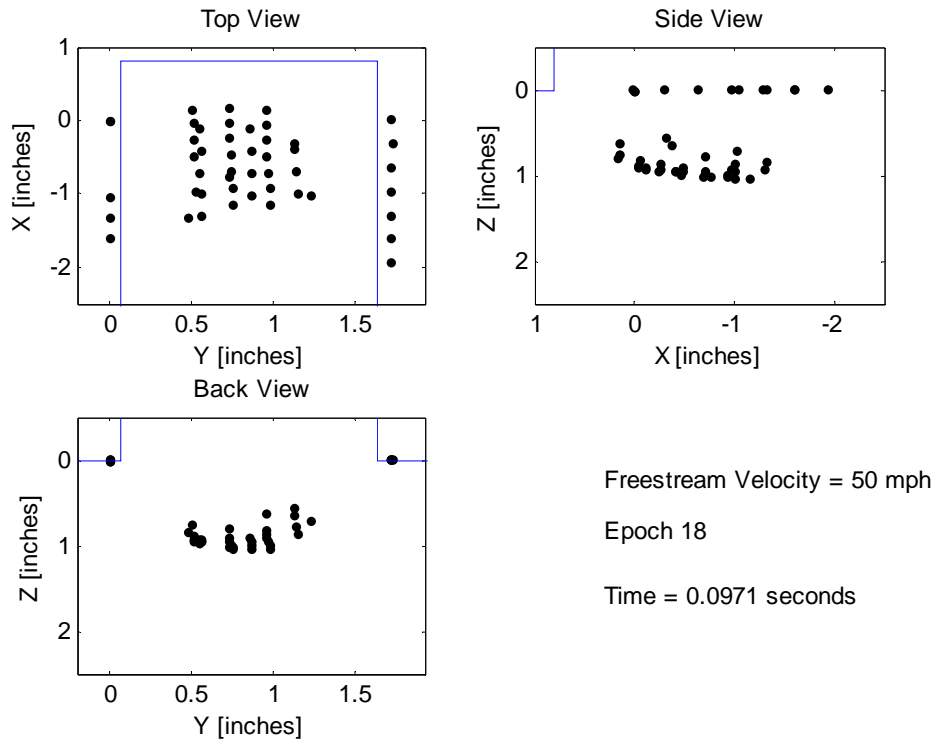 Top View
1
0
-1
-2
X [inches]
0
0.5
1
1.5
Y [inches]
Side View
0
1
2
Z [inches]
1
0
-1
-2
X [inches]
Back View
0
1
2
Z [inches]
0
0.5
1
1.5
Y [inches]
Freestream Velocity = 50 mph
Epoch 18
Time = 0.0971 seconds